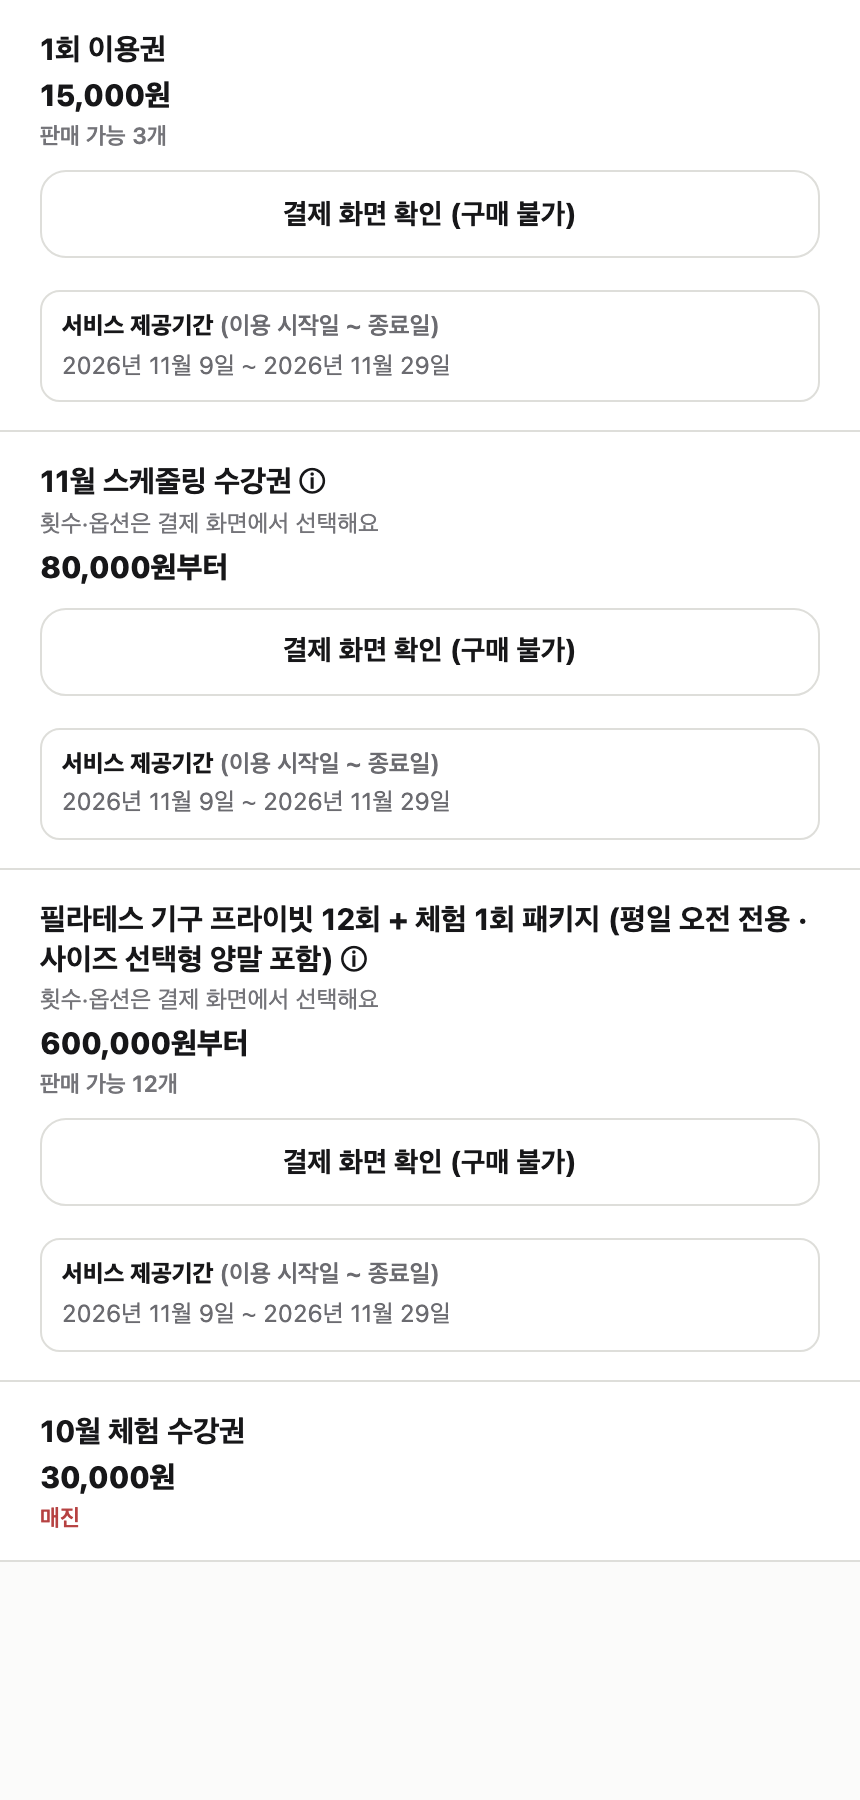 1회 이용권
15,000원
판매 가능 3개
결제 화면 확인 (구매 불가)
서비스 제공기간 (이용 시작일 ~ 종료일)
2026년 11월 9일 ~ 2026년 11월 29일
11월 스케줄링 수강권 ⓘ
횟수·옵션은 결제 화면에서 선택해요
80,000원부터
결제 화면 확인 (구매 불가)
서비스 제공기간 (이용 시작일 ~ 종료일)
2026년 11월 9일 ~ 2026년 11월 29일
필라테스 기구 프라이빗 12회 + 체험 1회 패키지 (평일 오전 전용 ·
사이즈 선택형 양말 포함) ⓘ
횟수·옵션은 결제 화면에서 선택해요
600,000원부터
판매 가능 12개
결제 화면 확인 (구매 불가)
서비스 제공기간 (이용 시작일 ~ 종료일)
2026년 11월 9일 ~ 2026년 11월 29일
10월 체험 수강권
30,000원
매진